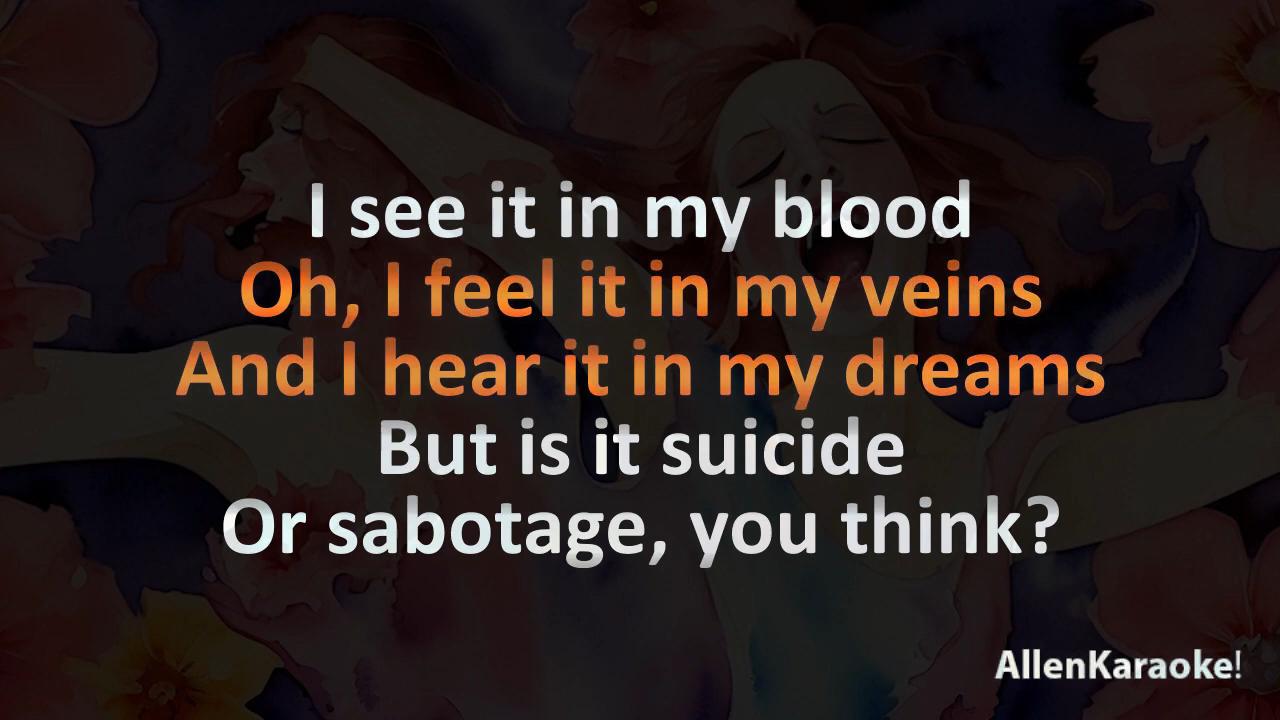 I see it in my blood
Oh, I feel it in my veins
And I hear it in my dreams
But is it suicide
Or sabotage, you think?
AllenKaraoke!